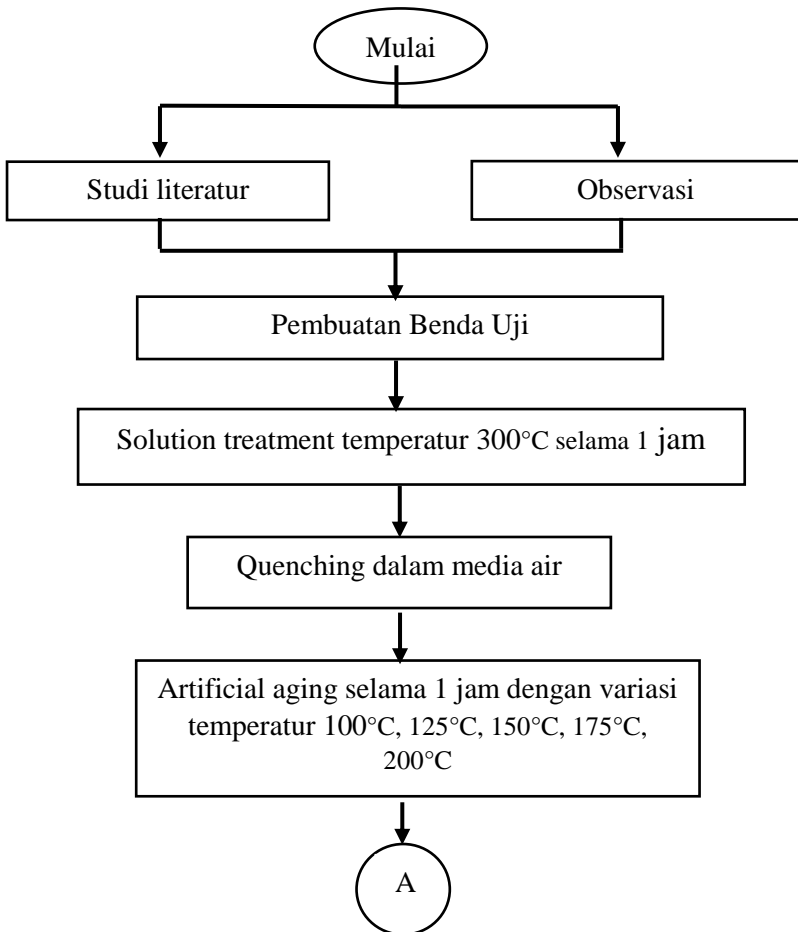 Mulai
Studi literatur
Observasi
Pembuatan Benda Uji
Solution treatment temperatur 300°C selama 1 jam
Quenching dalam media air
Artificial aging selama 1 jam dengan variasi
temperatur 100°C, 125°C, 150°C, 175°C,
200°C
A